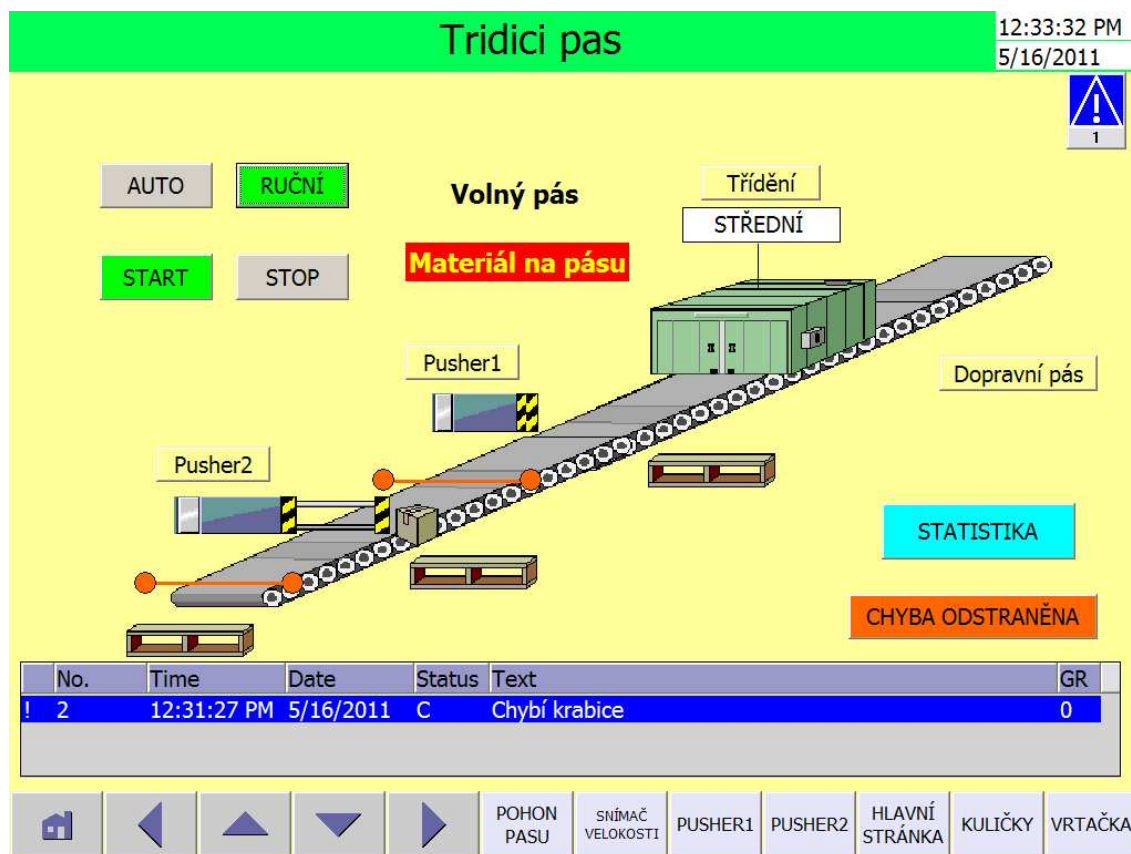 Tridici pas
12:33:32 PM
5/16/2011
1
AUTO
RUČNÍ
Volný pás
Třídění
STŘEDNÍ
START
STOP
Materiál na pásu
Pusher1
Dopravní pás
Pusher2
STATISTIKA
CHYBA ODSTRANĚNA
No. Time Date Status Text GR
! 2 12:31:27 PM 5/16/2011 C Chybí krabice 0
POHON
PASU
SNÍMAČ
VELOKOSTI
PUSHER1
PUSHER2
HLAVNÍ
STRÁNKA
KULIČKY
VRTAČKA